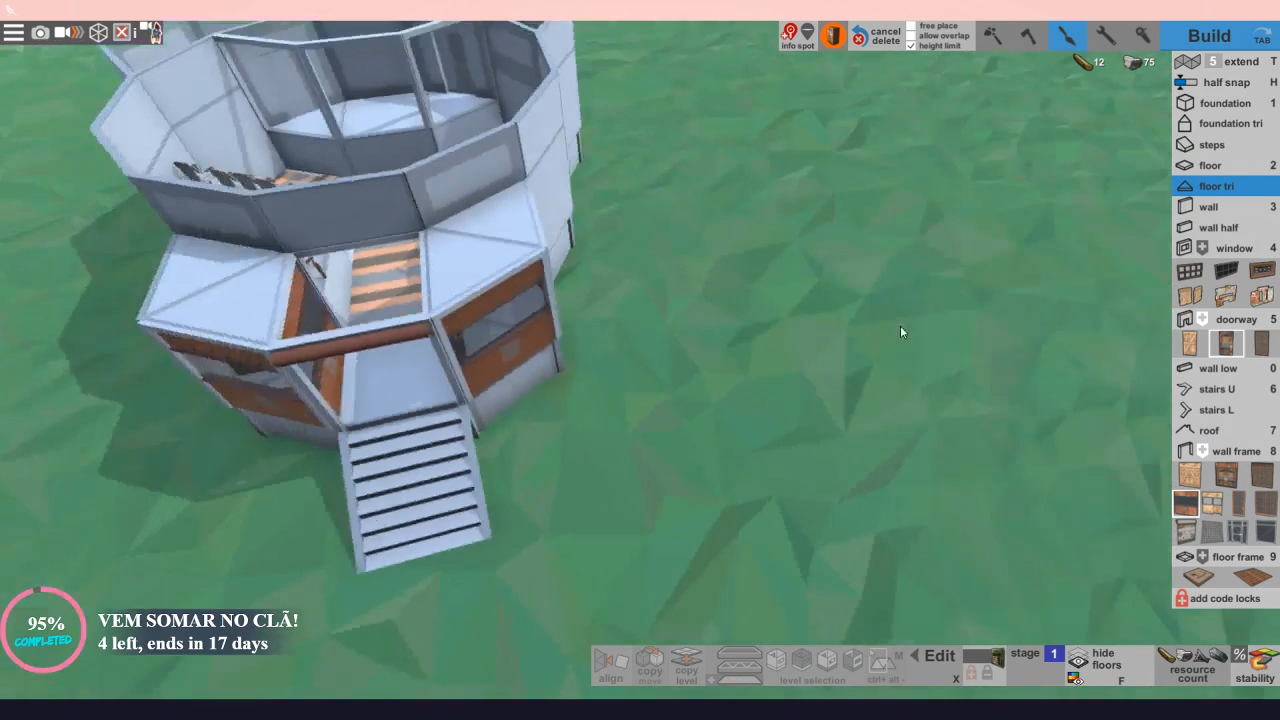 info spot
cancel
delete
free place
allow overlap
height limit
Build
TAB
12
75
5 extend T
half snap H
foundation 1
foundation tri
steps
floor 2
floor tri
wall 3
wall half
window 4
doorway 5
wall low 0
stairs U 6
stairs L
roof 7
wall frame 8
floor frame 9
add code locks
95%
COMPLETED
VEM SOMAR NO CLÃ!
4 left, ends in 17 days
align
copy
move
copy
level
level selection
M
ctrl+ alt -
Edit
X
stage 1
hide
floors
F
resource
count
%
stability